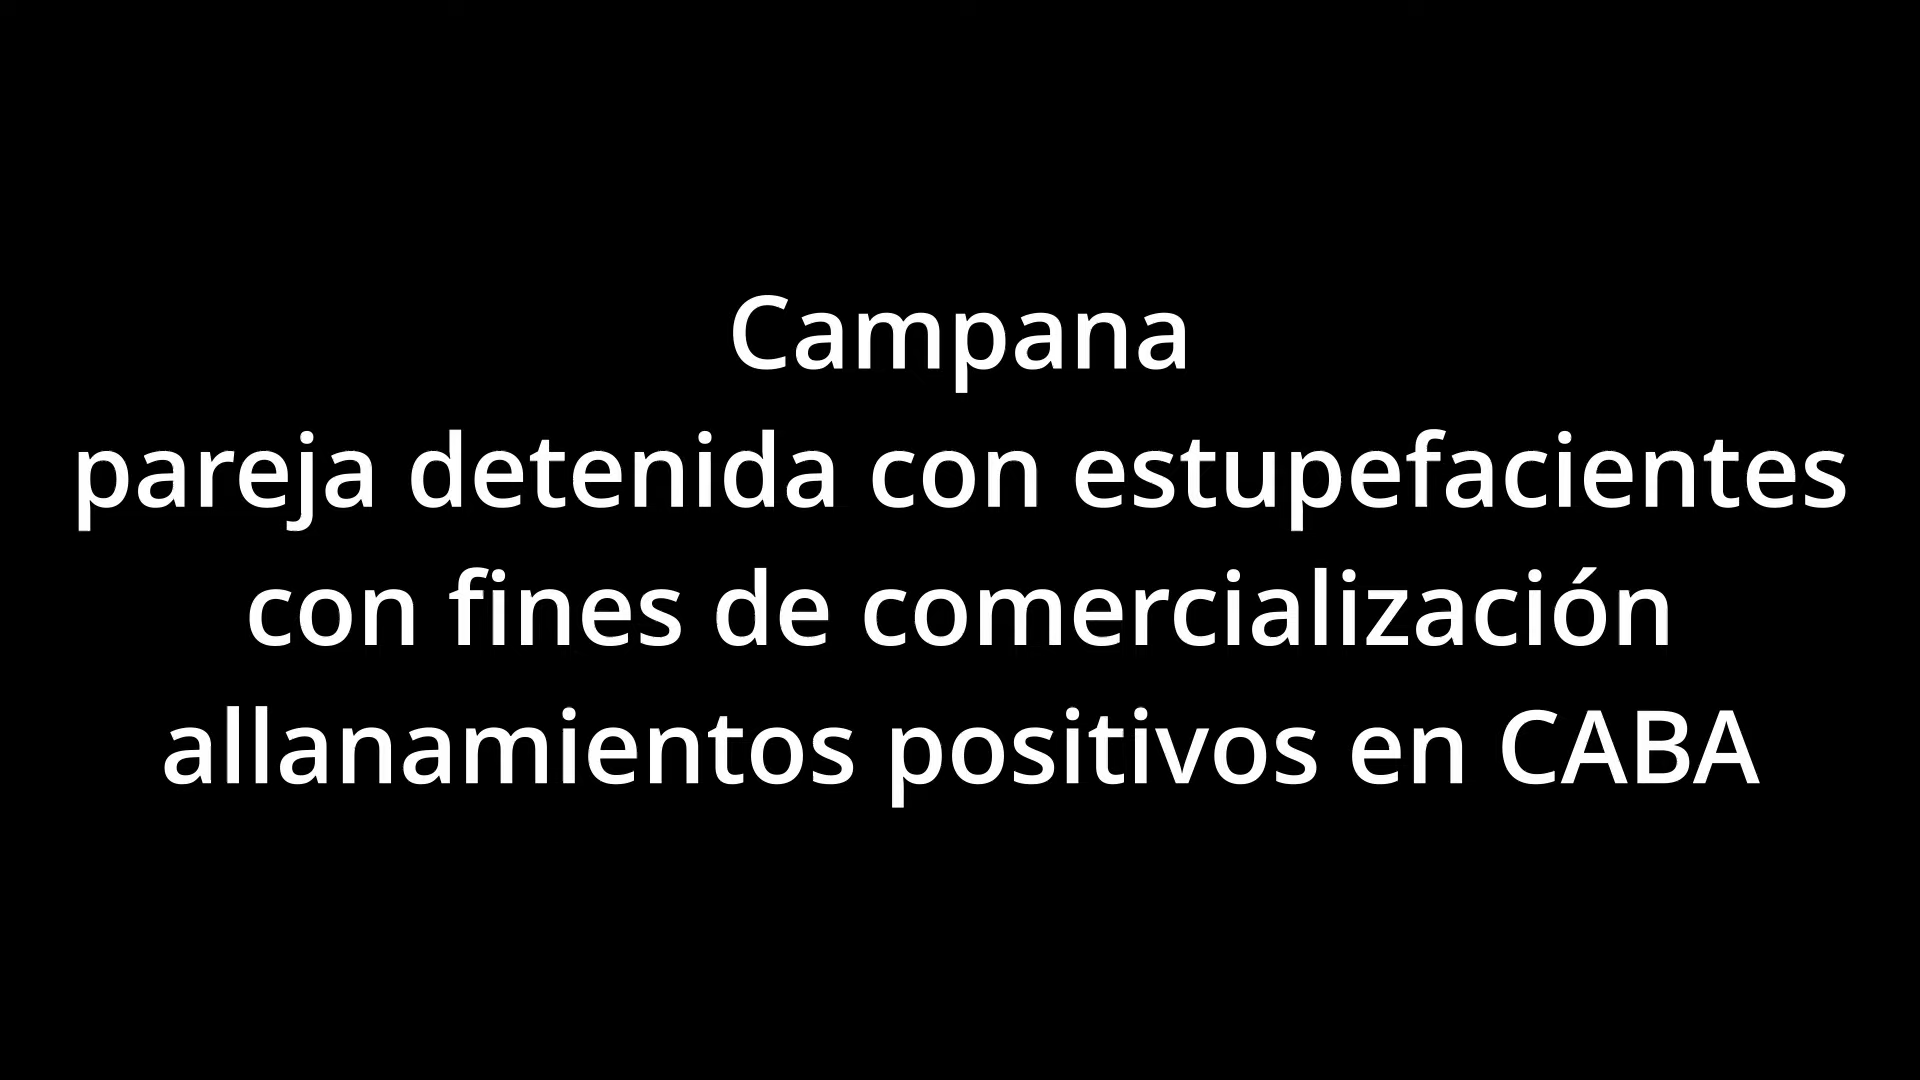 Campana
pareja detenida con estupefacientes
con fines de comercialización
allanamientos positivos en CABA